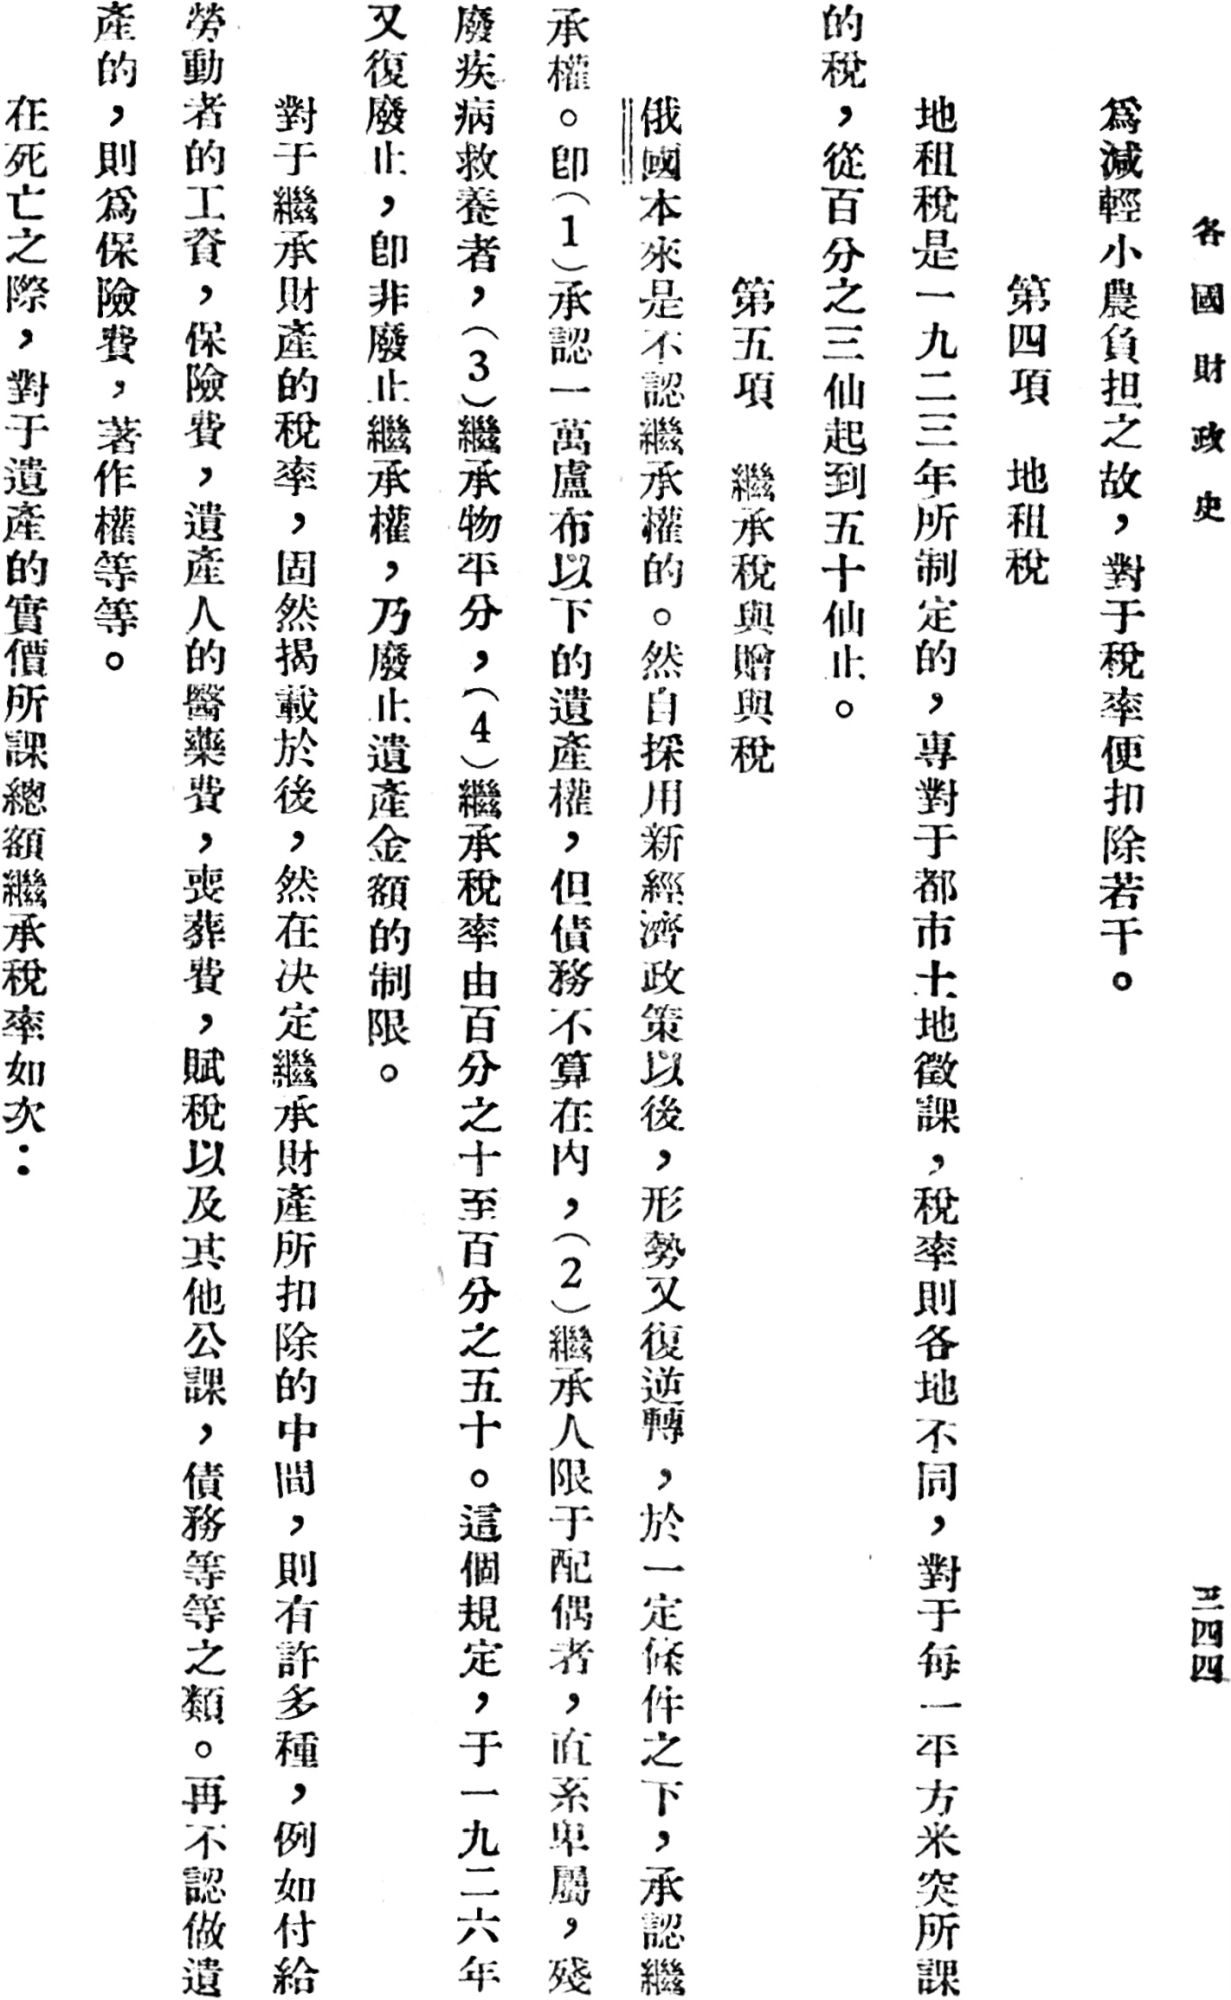 各國財政史
三四四
爲減輕小農負担之故，對于稅率便扣除若干。
第四項　地租稅
地租稅是一九二三年所制定的，專對于都市土地徵課，稅率則各地不同，對于每一平方米突所課
的稅，從百分之三仙起到五十仙止。
第五項　繼承稅與贈與稅
俄國本來是不認繼承權的。然自採用新經濟政策以後，形勢又復逆轉，於一定條件之下，承認繼
承權。卽（1）承認一萬盧布以下的遺產權，但債務不算在內，（2）繼承人限于配偶者，直系卑屬，殘
廢疾病救養者，（3）繼承物平分，（4）繼承稅率由百分之十至百分之五十。這個規定，于一九二六年
又復廢止，卽非廢止繼承權，乃廢止遺產金額的制限。
對于繼承財產的稅率，固然揭載於後，然在决定繼承財產所扣除的中間，則有許多種，例如付給
勞動者的工資，保險費，遺產人的醫藥費，喪葬費，賦稅以及其他公課，債務等等之類。再不認做遺
產的，則爲保險費，著作權等等。
在死亡之際，對于遺產的實價所課總額繼承稅率如次：